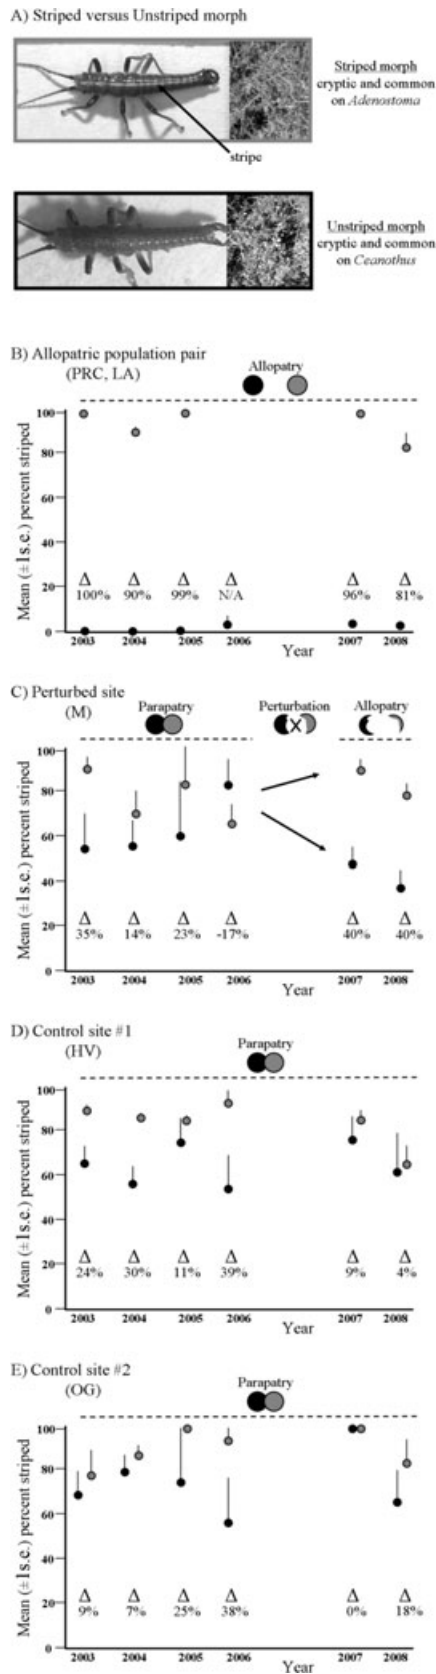 A) Striped versus Unstriped morph
Striped morph
cryptic and common
on Adenostoma
stripe
Unstriped morph
cryptic and common
on Ceanothus
B) Allopatric population pair
(PRC, LA)
Allopatry
Mean (±1s.e.) percent striped
100
80
60
40
20
0
Δ Δ Δ Δ Δ Δ
100% 90% 99% N/A 96% 81%
2003 2004 2005 2006 2007 2008
Year
C) Perturbed site
(M)
Parapatry
Perturbation
Allopatry
X
Mean (±1s.e.) percent striped
100
80
60
40
20
0
Δ Δ Δ Δ Δ Δ
35% 14% 23% -17% 40% 40%
2003 2004 2005 2006 2007 2008
Year
D) Control site #1
(HV)
Parapatry
Mean (±1s.e.) percent striped
100
80
60
40
20
0
Δ Δ Δ Δ Δ Δ
24% 30% 11% 39% 9% 4%
2003 2004 2005 2006 2007 2008
Year
E) Control site #2
(OG)
Parapatry
Mean (±1s.e.) percent striped
100
80
60
40
20
0
Δ Δ Δ Δ Δ Δ
9% 7% 25% 38% 0% 18%
2003 2004 2005 2006 2007 2008
Year